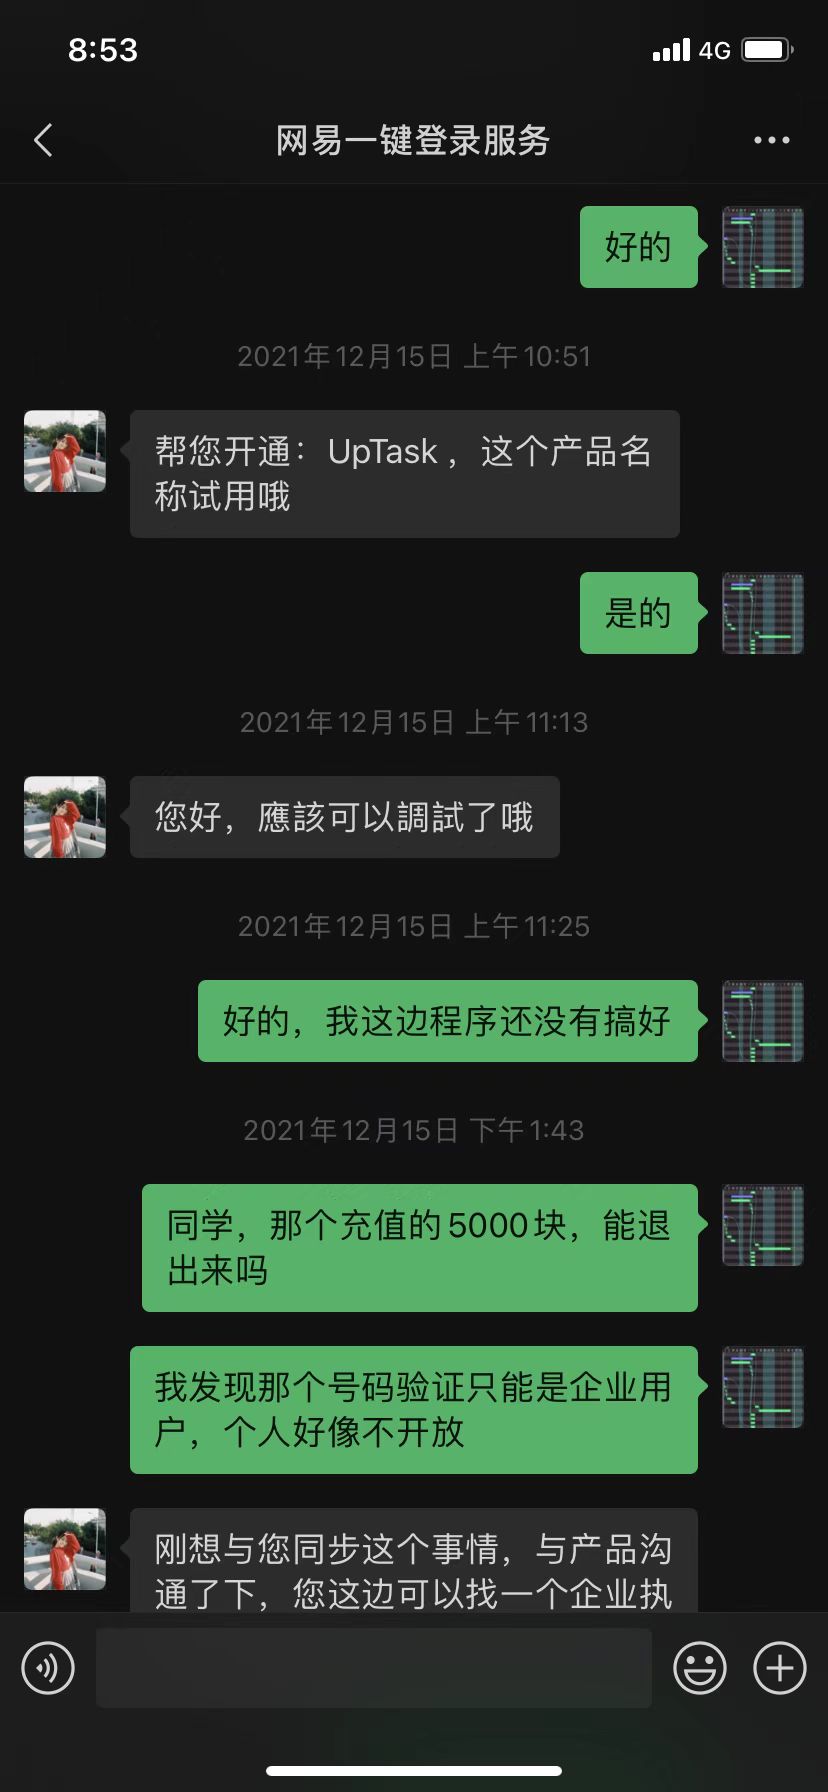 8:53
4G
网易一键登录服务
好的
2021年12月15日 上午10:51
帮您开通：UpTask ，这个产品名
称试用哦
是的
2021年12月15日 上午11:13
您好，應該可以調試了哦
2021年12月15日 上午11:25
好的，我这边程序还没有搞好
2021年12月15日 下午1:43
同学，那个充值的5000块，能退
出来吗
我发现那个号码验证只能是企业用
户，个人好像不开放
刚想与您同步这个事情，与产品沟
通了下，您这边可以找一个企业执